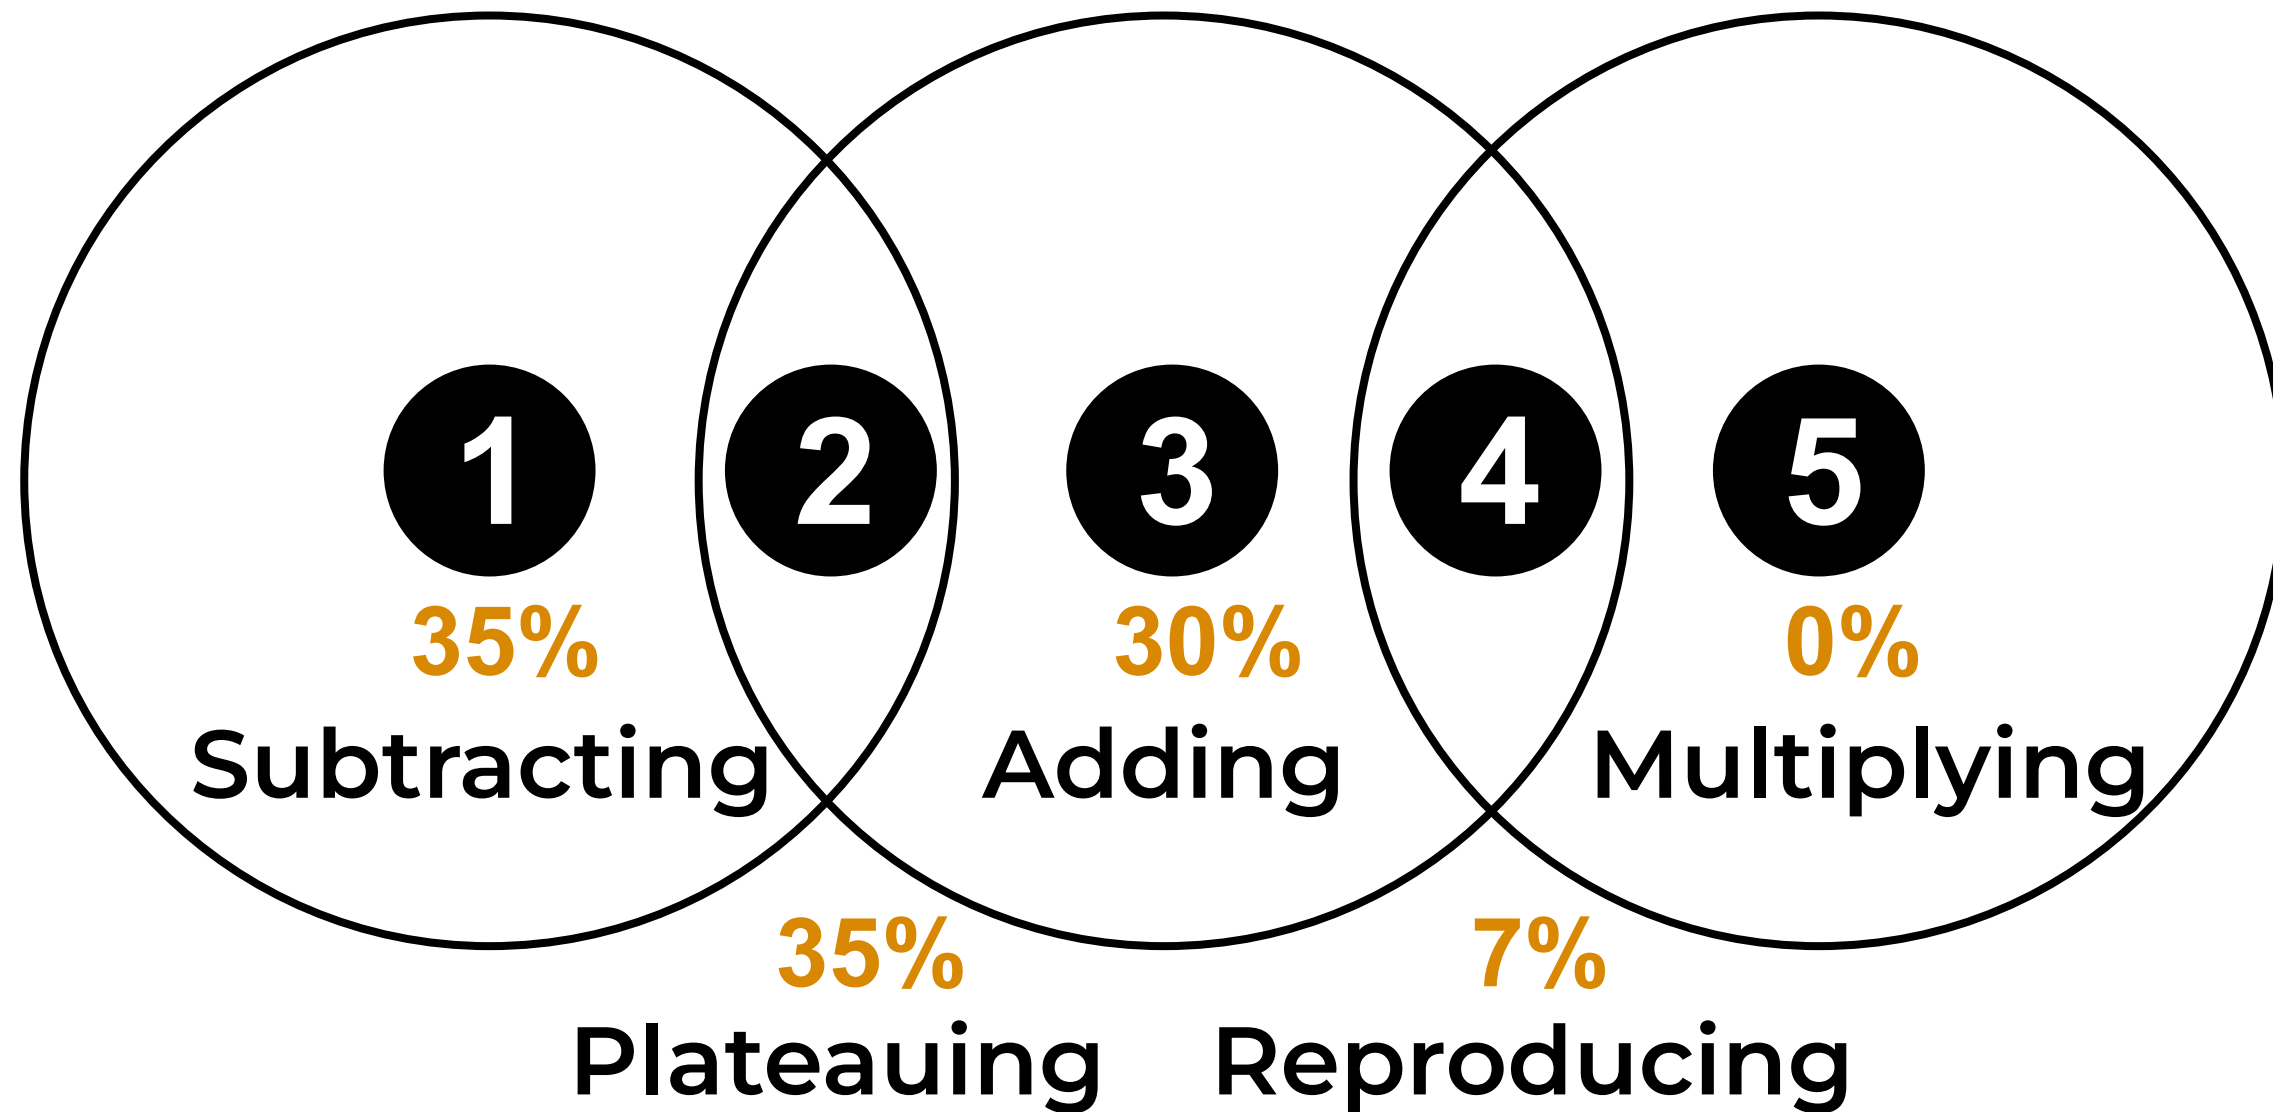 1 2 3 4 5
35% 30% 0%
Subtracting Adding Multiplying
35% 7%
Plateauing Reproducing